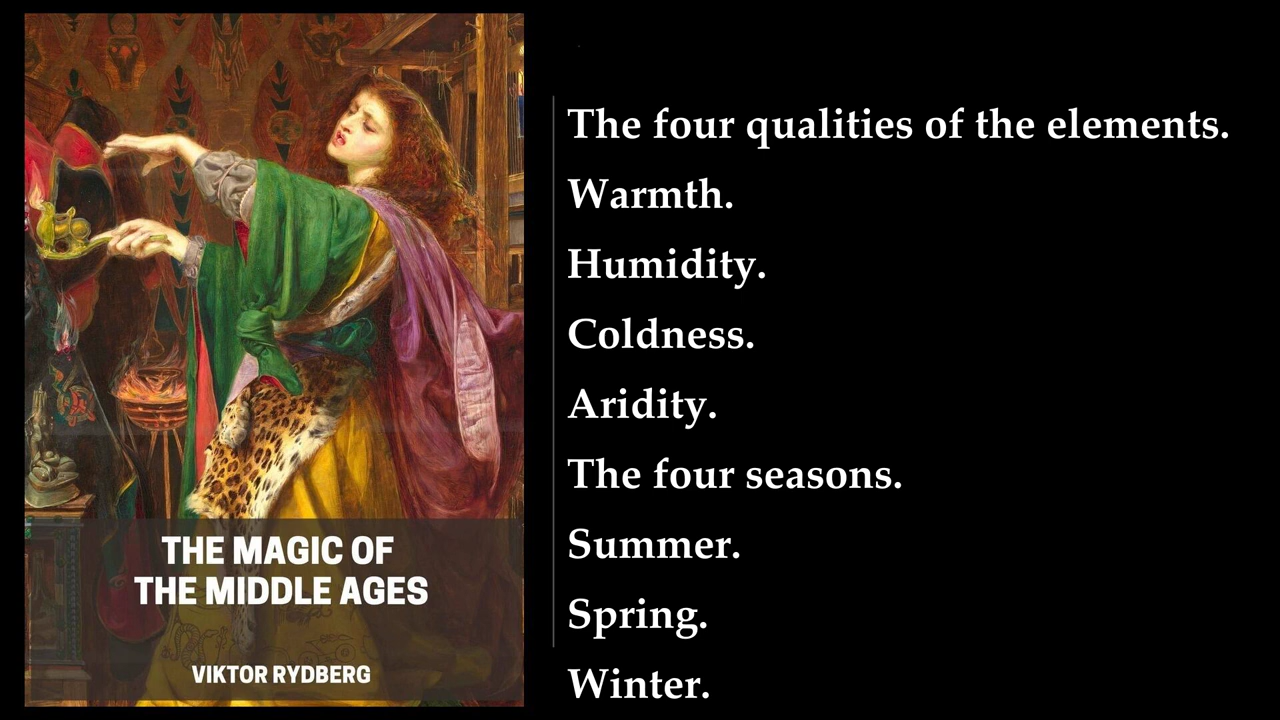 THE MAGIC OF
THE MIDDLE AGES
VIKTOR RYDBERG
The four qualities of the elements.
Warmth.
Humidity.
Coldness.
Aridity.
The four seasons.
Summer.
Spring.
Winter.